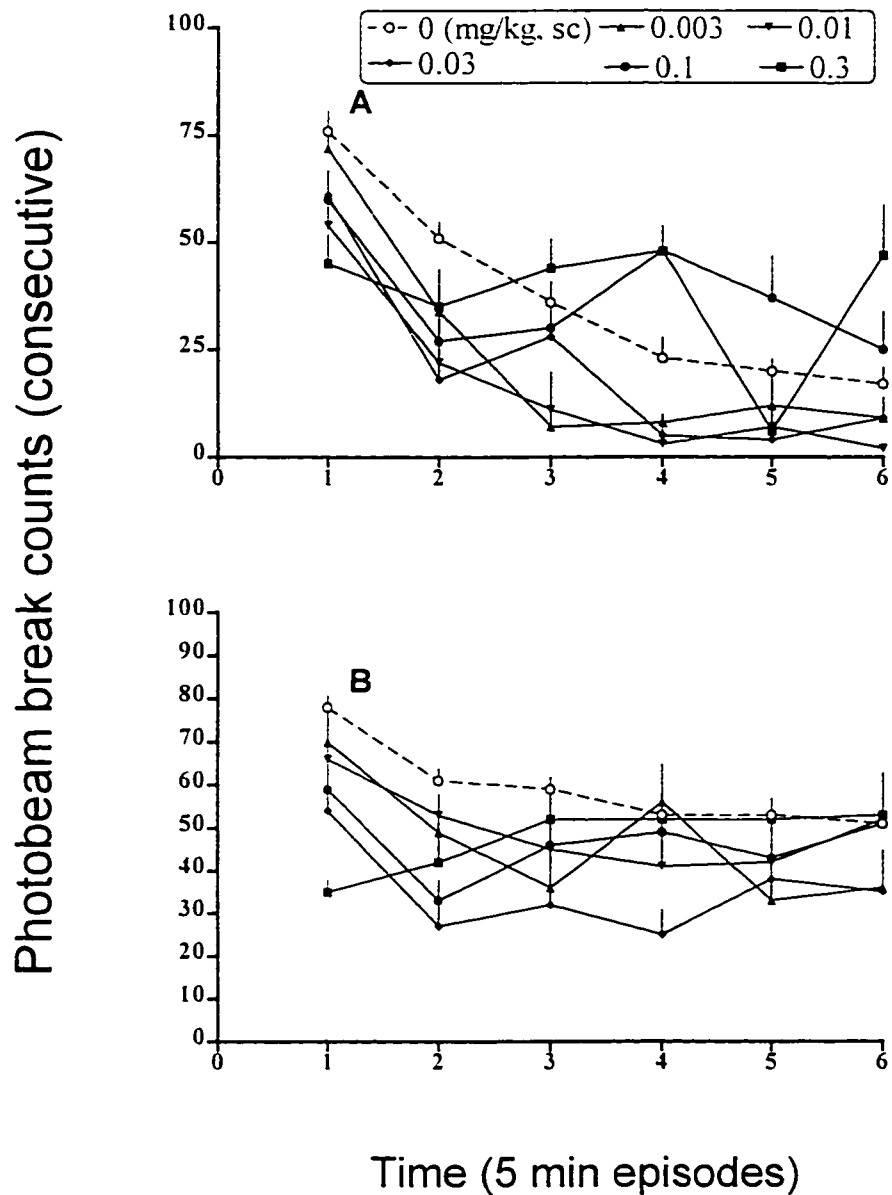 0 (mg/kg, sc) 0.003 0.01
0.03 0.1 0.3
Photobeam break counts (consecutive)
A
100
75
50
25
0
0 1 2 3 4 5 6
B
100
90
80
70
60
50
40
30
20
10
0
0 1 2 3 4 5 6
Time (5 min episodes)